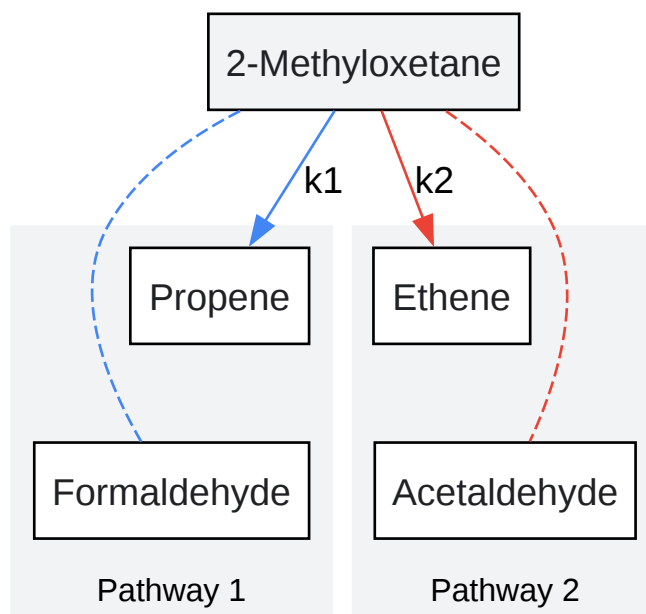 2-Methyloxetane
k1
k2
Propene
Ethene
Formaldehyde
Acetaldehyde
Pathway 1
Pathway 2